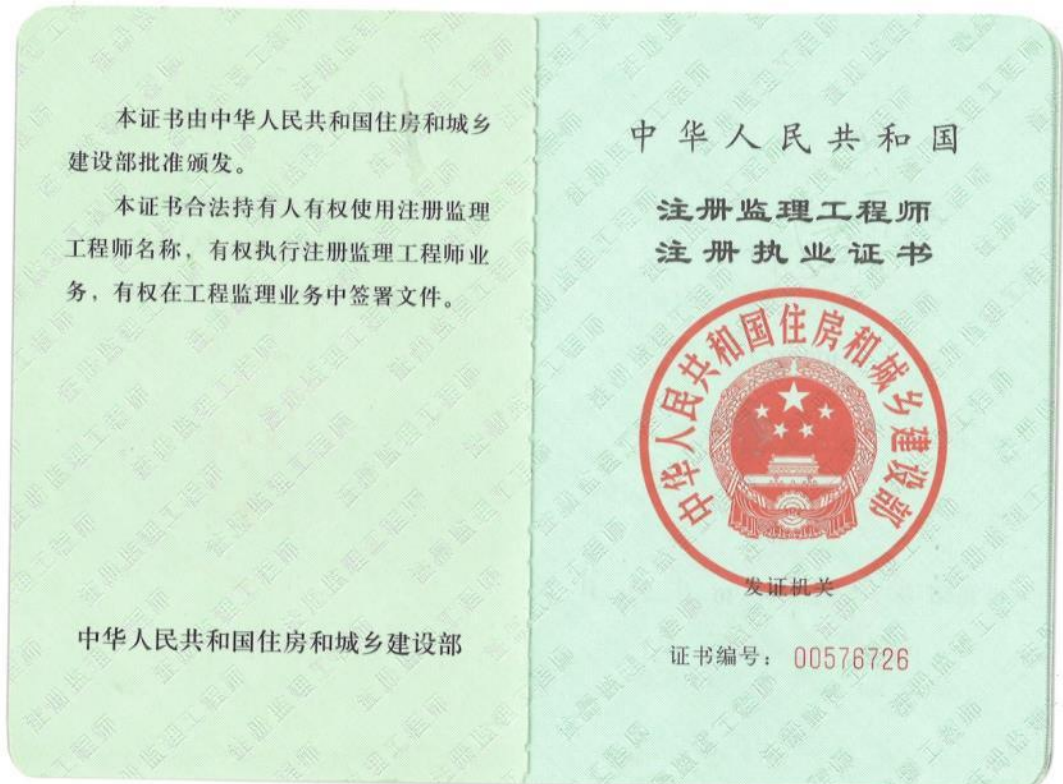 本证书由中华人民共和国住房和城乡
建设部批准颁发。
本证书合法持有人有权使用注册监理
工程师名称，有权执行注册监理工程师业
务，有权在工程监理业务中签署文件。
中华人民共和国住房和城乡建设部
中华人民共和国
注册监理工程师
注册执业证书
中华人民共和国住房和城乡建设部
发证机关
证书编号：00576726